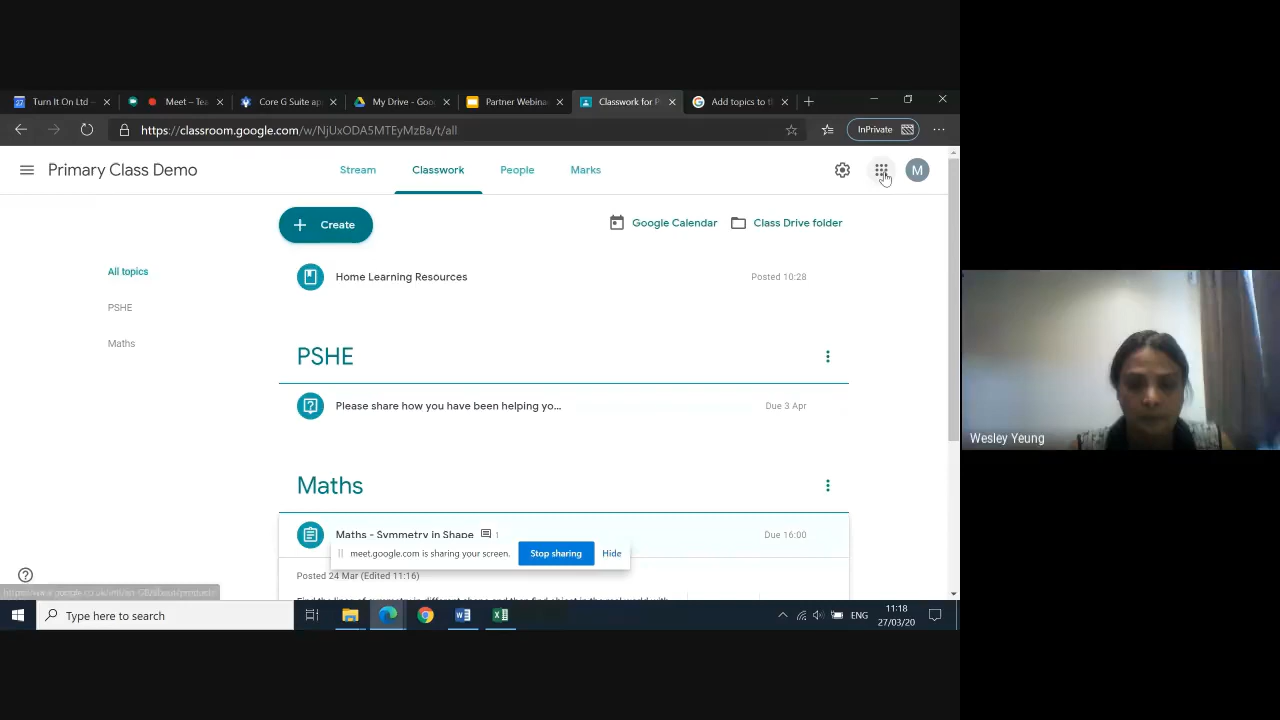 Turn It On Ltd –
Meet – Tea
Core G Suite ap
My Drive - Goo
Partner Webina
Classwork for P
Add topics to th
https://classroom.google.com/w/NjUxODA5MTEyMzBa/t/all
InPrivate
Primary Class Demo
Stream
Classwork
People
Marks
M
Create
Google Calendar
Class Drive folder
All topics
PSHE
Maths
Home Learning Resources
Posted 10:28
PSHE
Please share how you have been helping yo...
Due 3 Apr
Maths
Maths - Symmetry in Shape
1
Due 16:00
meet.google.com is sharing your screen.
Stop sharing
Hide
Posted 24 Mar (Edited 11:16)
Wesley Yeung
Type here to search
ENG
11:18
27/03/20